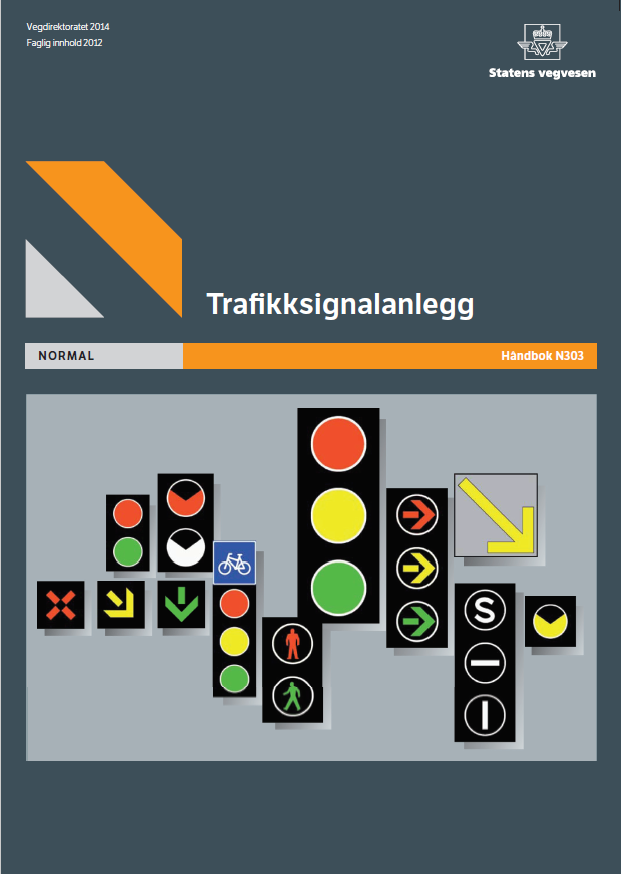 Vegdirektoratet 2014
Faglig innhold 2012
Statens vegvesen
Trafikksignalanlegg
NORMAL
Håndbok N303
S